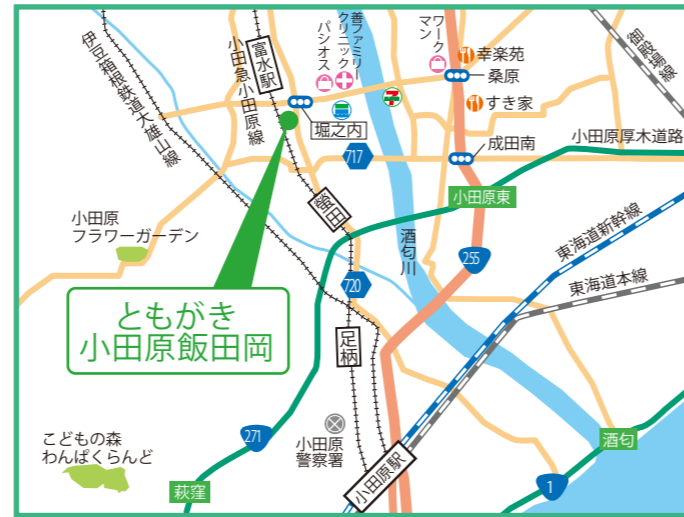 伊豆箱根鉄道大雄山線
小田急小田原線
富水駅
パシオス
善ファミリー
クリニック
ワーク
マン
幸楽苑
桑原
すき家
御殿場線
堀之内
717
成田南
小田原厚木道路
螢田
小田原東
小田原
フラワーガーデン
酒匂川
255
東海道新幹線
東海道本線
720
ともがき
小田原飯田岡
足柄
271
小田原
警察署
こどもの森
わんぱくらんど
萩窪
小田原駅
酒匂
1